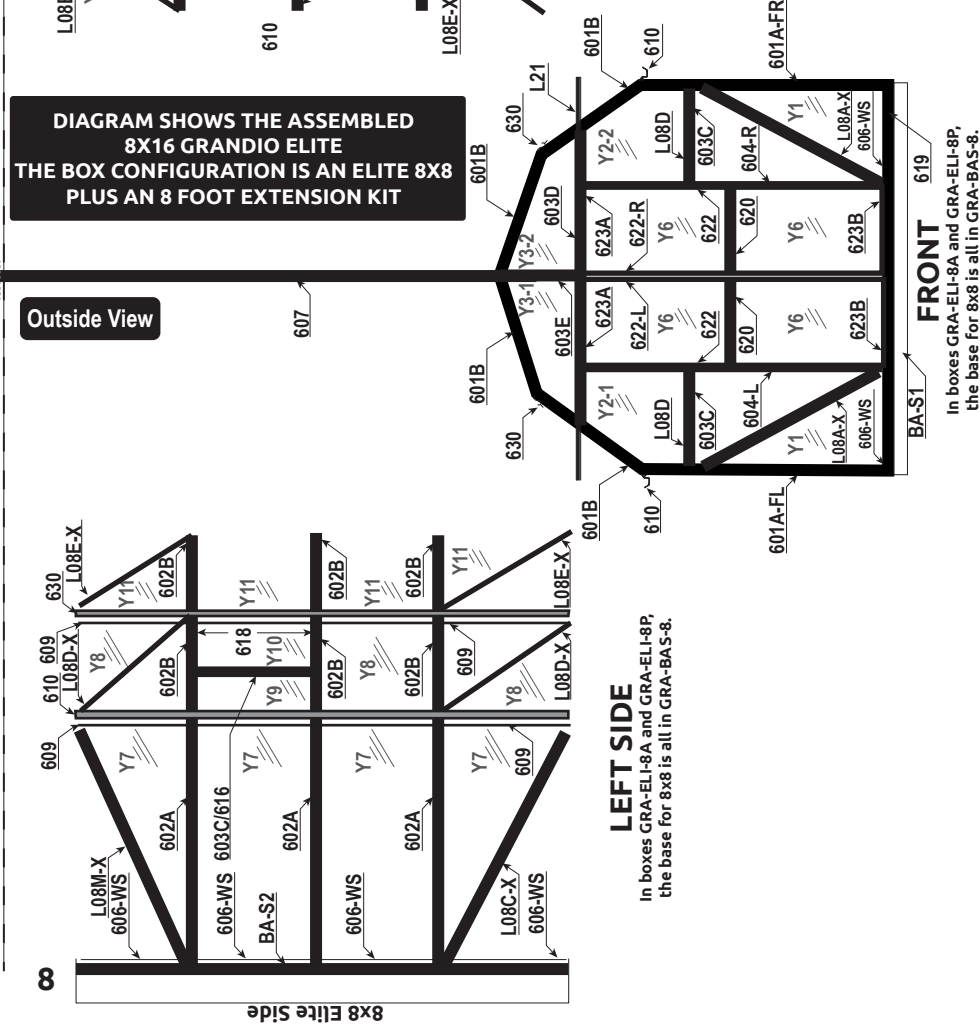 DIAGRAM SHOWS THE ASSEMBLED
8X16 GRANDIO ELITE
THE BOX CONFIGURATION IS AN ELITE 8X8
PLUS AN 8 FOOT EXTENSION KIT
Outside View
8
610
607
601B
630
L21
601B
610
601A-FR
Y2-2
L08D
603C
604-R
Y1
L08A-X
606-WS
619
603D
Y3-2
623A
622-R
Y6
622
620
Y6
623B
601B
Y3-1
603E
623A
622-L
Y6
622
620
Y6
623B
601B
630
Y2-1
L08D
603C
604-L
Y1
L08A-X
606-WS
BA-S1
601B
610
601A-FL
FRONT
In boxes GRA-ELI-8A and GRA-ELI-8P,
the base for 8x8 is all in GRA-BAS-8.
8x8 Elite Side
L08M-X
606-WS
602A
609
Y7
610
L08D-X
609
Y8
602B
630
L08E-X
Y11
602B
606-WS
BA-S2
603C/616
602A
Y7
Y9
618
Y10
602B
Y11
602B
606-WS
602A
Y7
Y8
602B
Y11
602B
L08C-X
606-WS
Y7
609
Y8
L08D-X
609
Y11
L08E-X
LEFT SIDE
In boxes GRA-ELI-8A and GRA-ELI-8P,
the base for 8x8 is all in GRA-BAS-8.